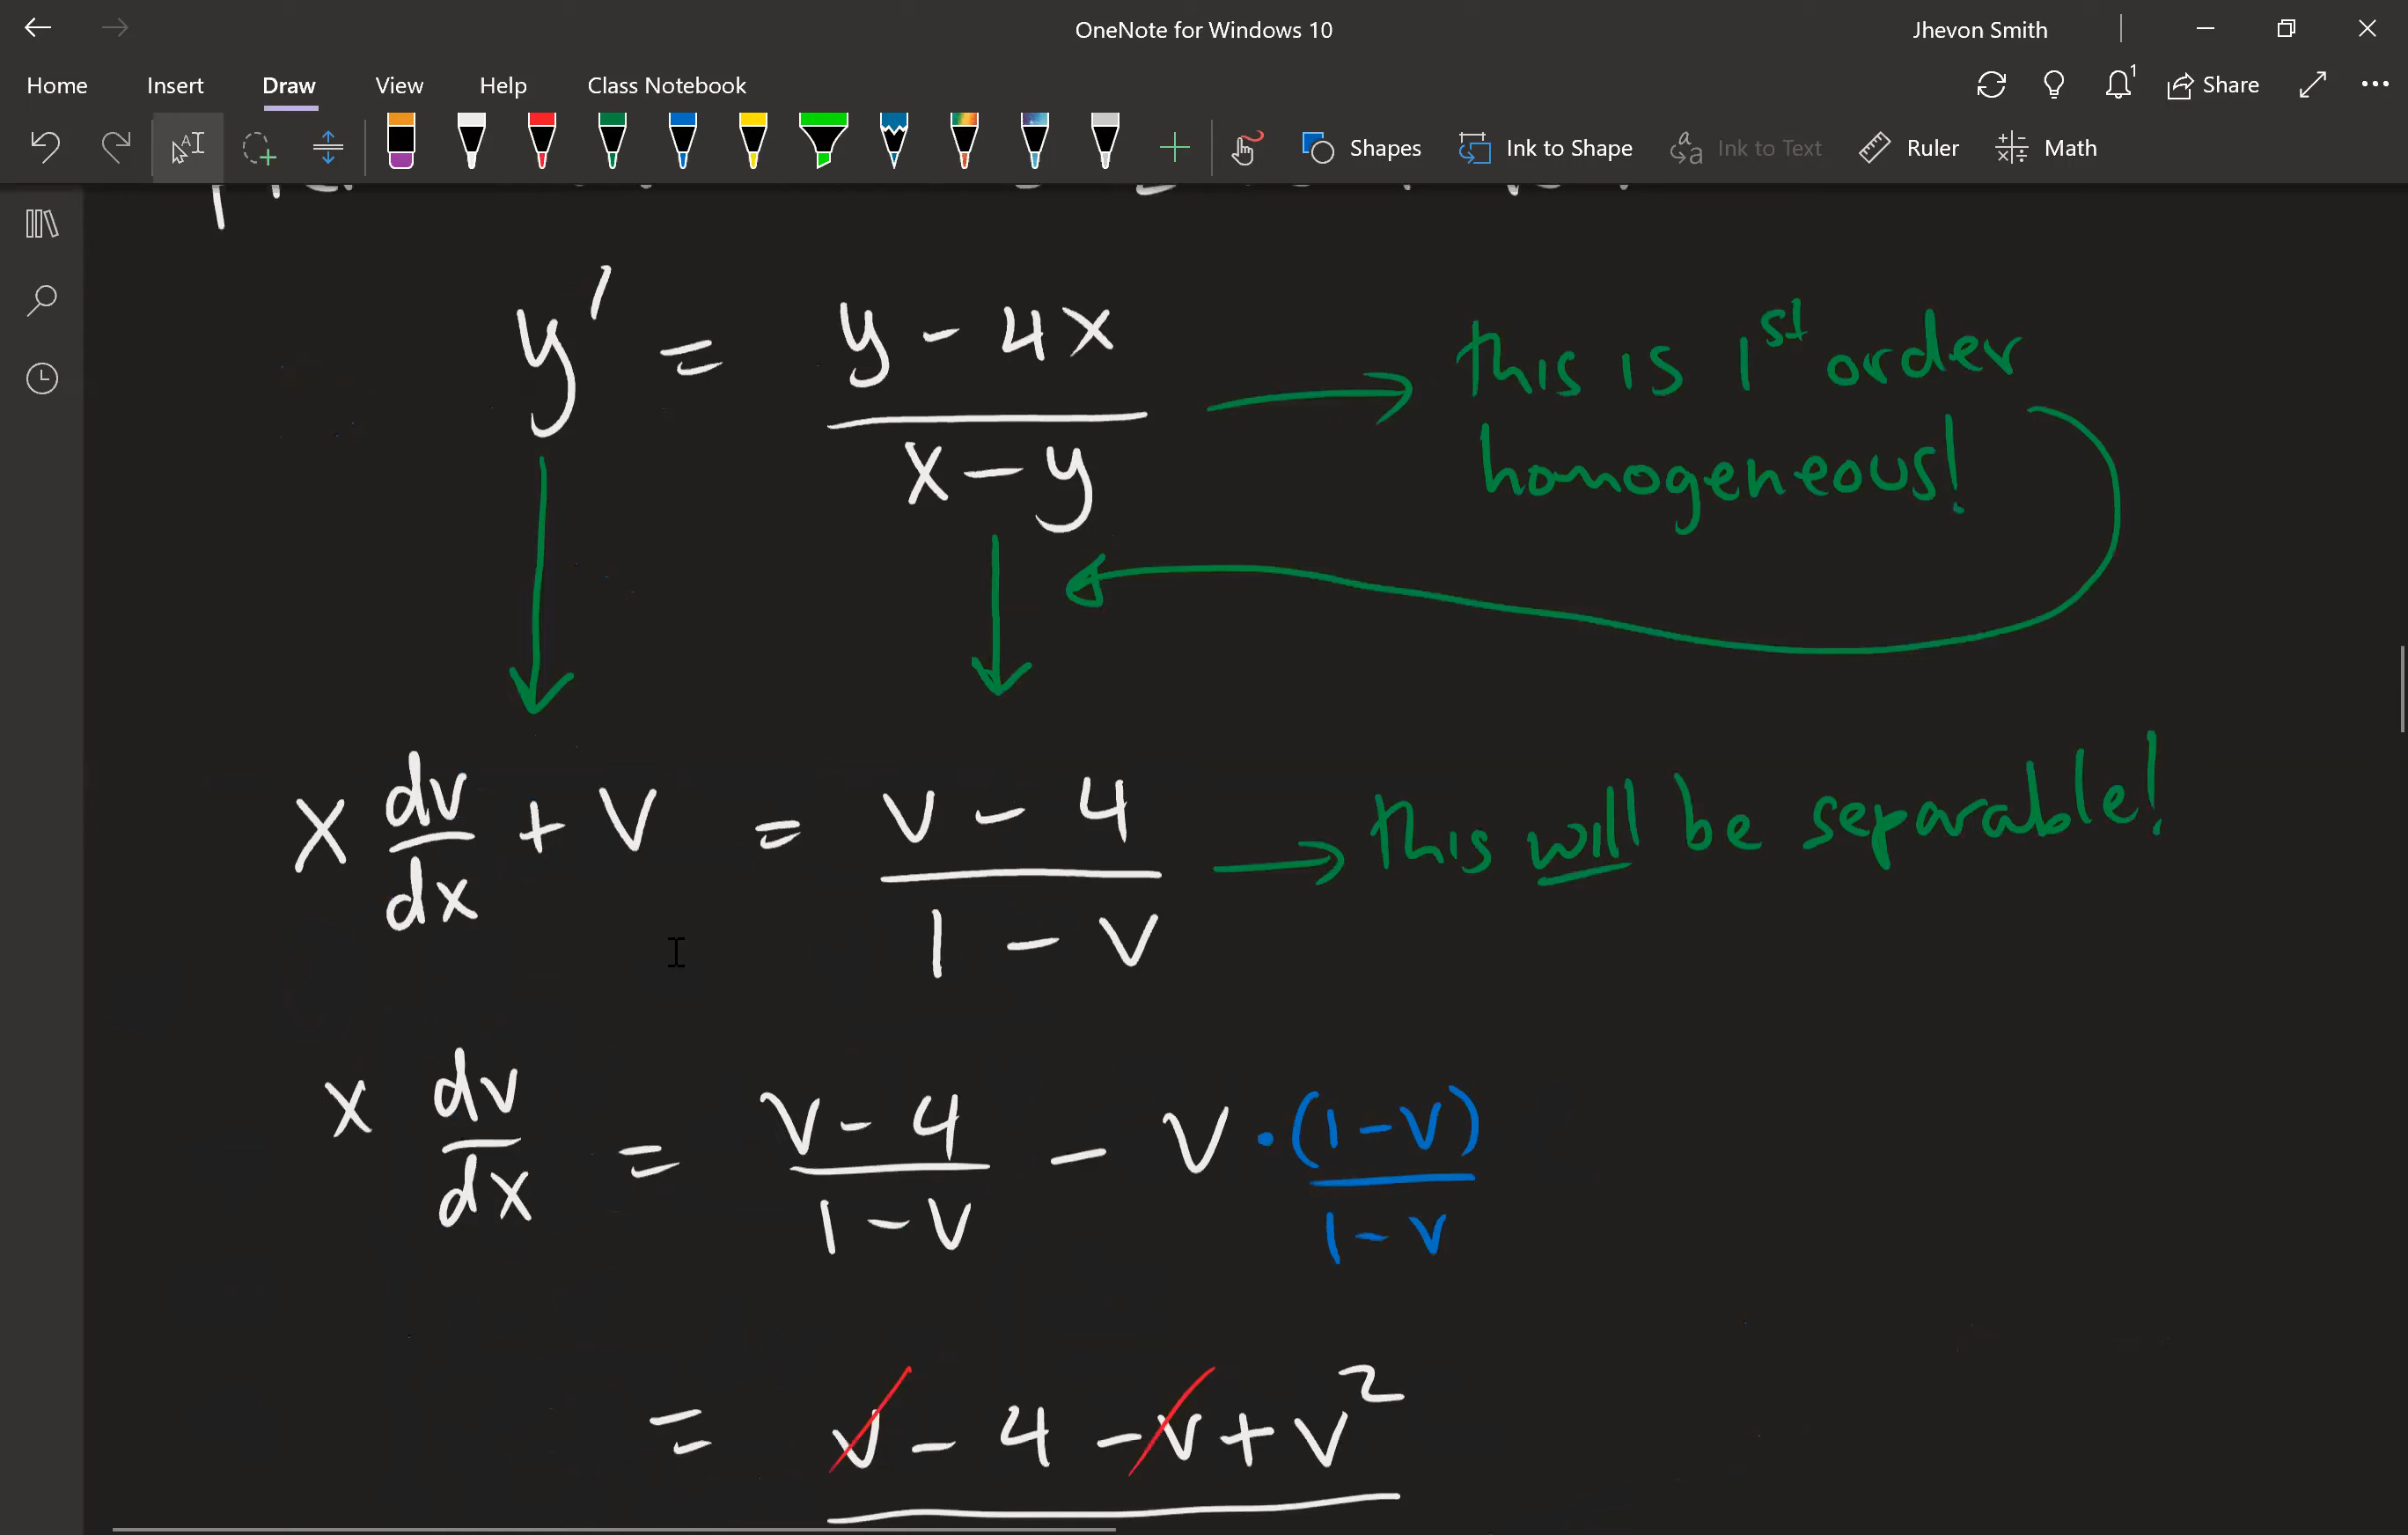 OneNote for Windows 10
Jhevon Smith
Home Insert Draw View Help Class Notebook
1 Share
Shapes Ink to Shape Ink to Text Ruler Math
y' = (y - 4x)/(x - y) → this is 1st order
homogeneous!
x dv/dx + v = (v - 4)/(1 - v) → this will be separable!
x dv/dx = (v - 4)/(1 - v) - v · (1 - v)/(1 - v)
= v - 4 - v + v²